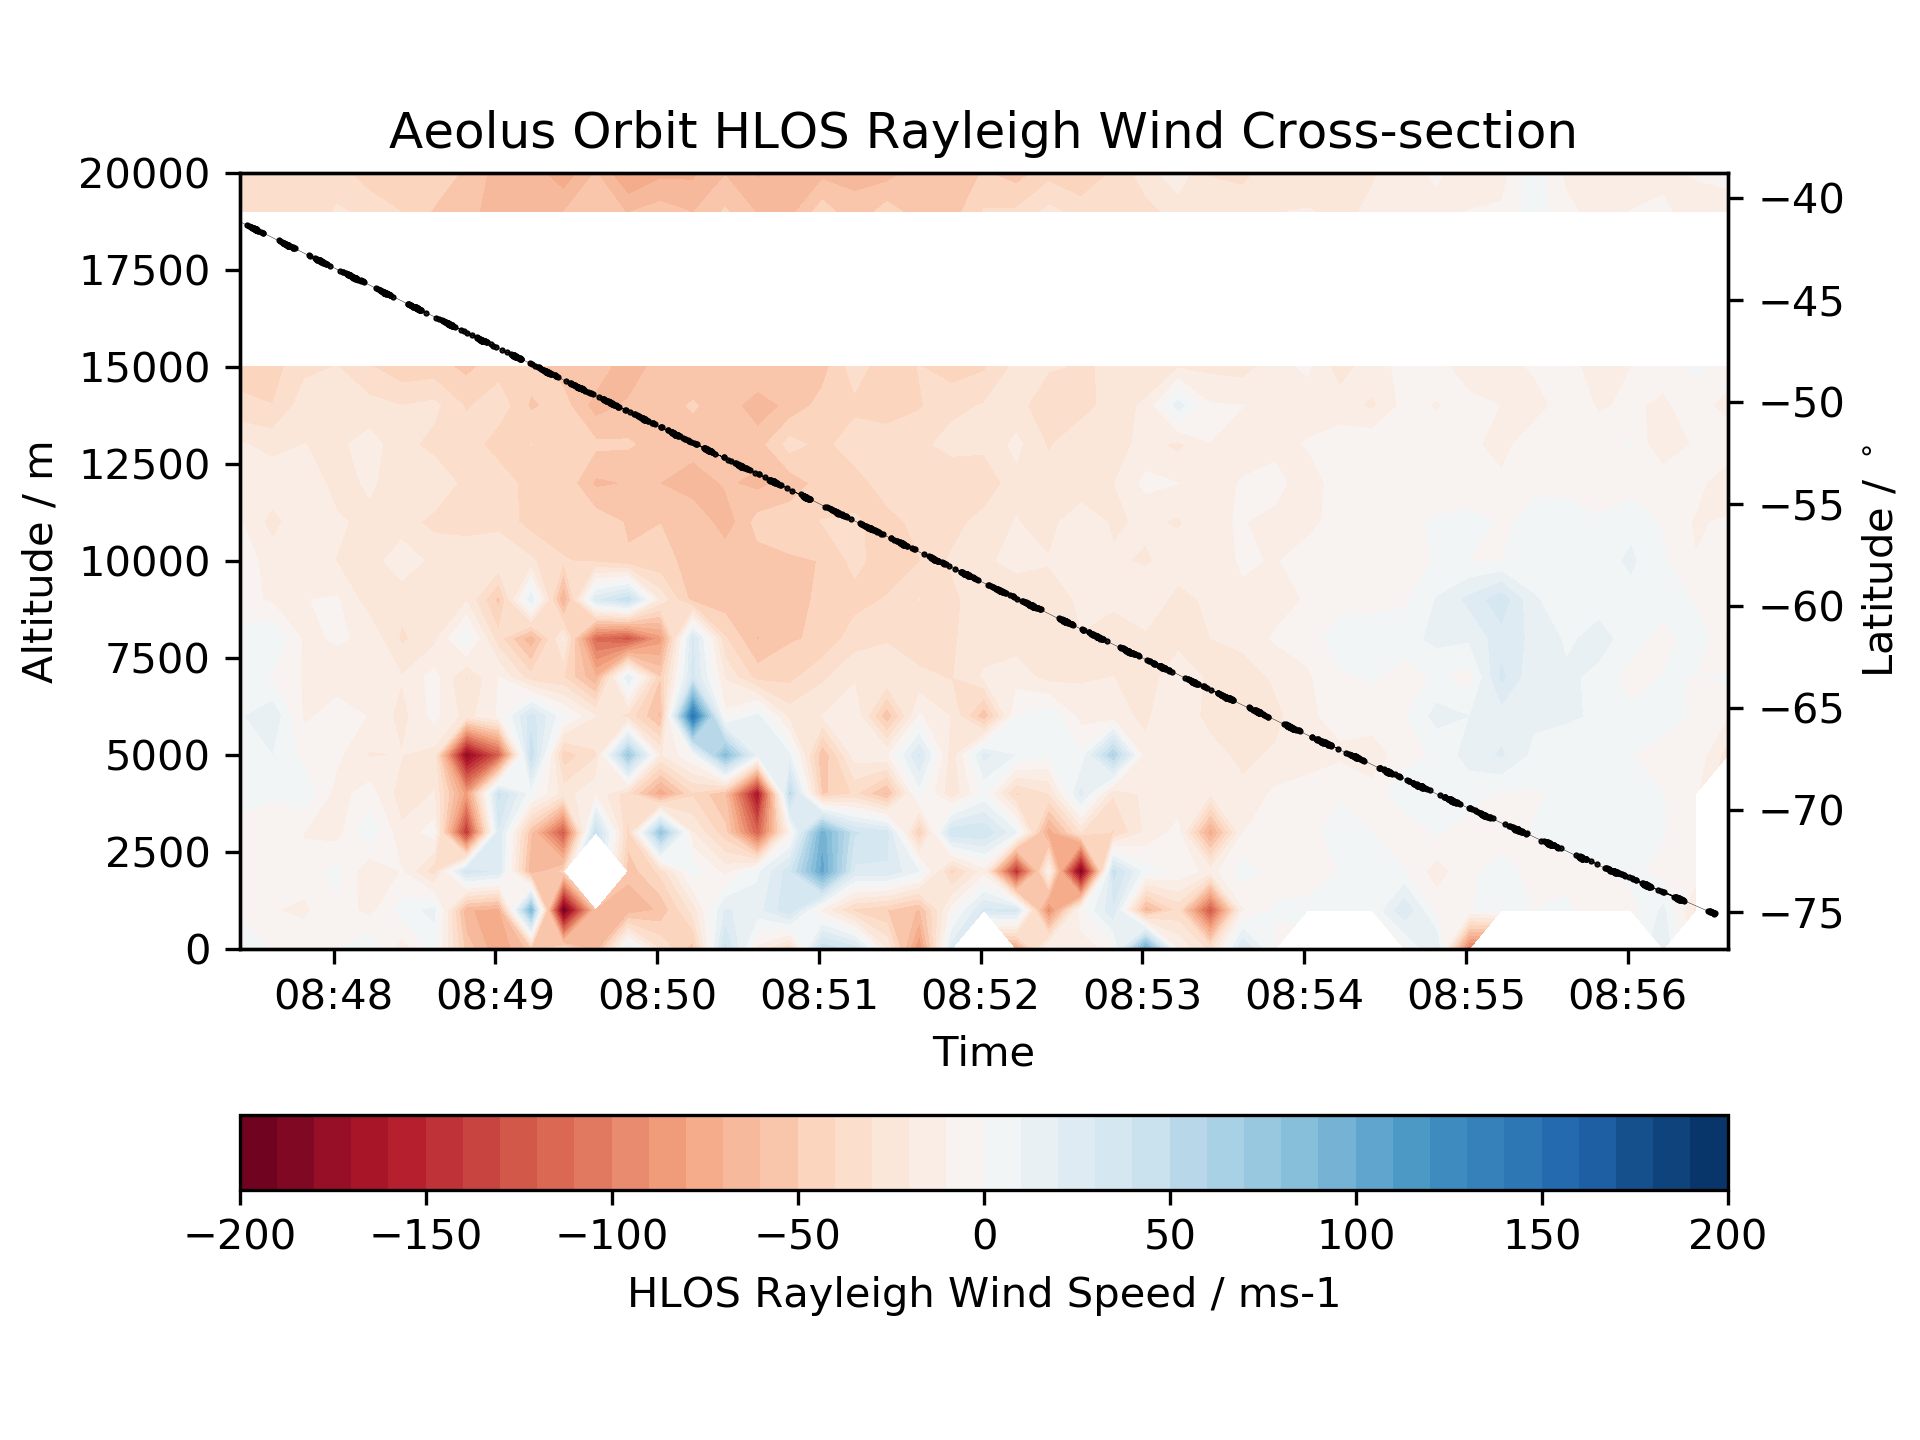 Aeolus Orbit HLOS Rayleigh Wind Cross-section
20000
17500
15000
12500
10000
7500
5000
2500
0
Altitude / m
−40
−45
−50
−55
−60
−65
−70
−75
Latitude / °
08:48 08:49 08:50 08:51 08:52 08:53 08:54 08:55 08:56
Time
−200 −150 −100 −50 0 50 100 150 200
HLOS Rayleigh Wind Speed / ms-1